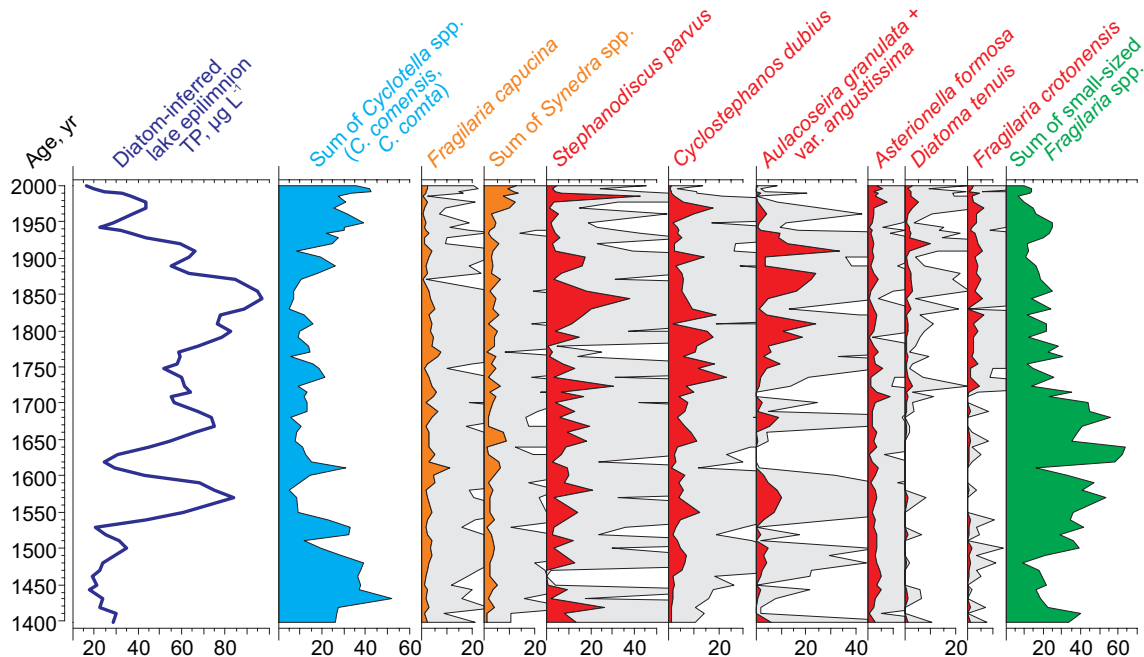 Age, yr
Diatom-inferred
lake epilimnion
TP, µg L-1
Sum of Cyclotella spp.
(C. comensis,
C. comta)
Fragilaria capucina
Sum of Synedra spp.
Stephanodiscus parvus
Cyclostephanos dubius
Aulacoseira granulata +
var. angustissima
Asterionella formosa
Diatoma tenuis
Fragilaria crotonensis
Sum of small-sized
Fragilaria spp.
2000
1950
1900
1850
1800
1750
1700
1650
1600
1550
1500
1450
1400
20 40 60 80 20 40 60 20 20 20 40 20 40 20 40 20 10 20 20 40 60